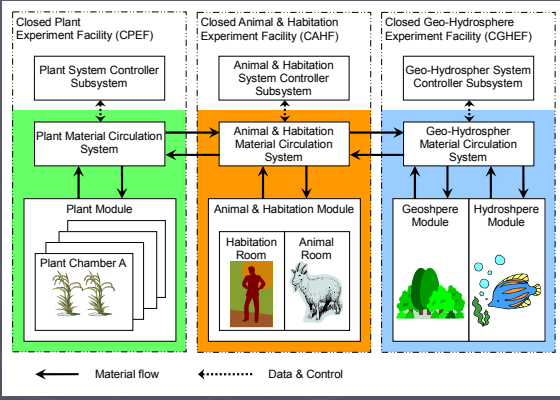 Closed Plant
Experiment Facility (CPEF)
Plant System Controller
Subsystem
Plant Material Circulation
System
Plant Module
Plant Chamber A
Closed Animal & Habitation
Experiment Facility (CAHF)
Animal & Habitation
System Controller
Subsystem
Animal & Habitation
Material Circulation
System
Animal & Habitation Module
Habitation
Room
Animal
Room
Closed Geo-Hydrosphere
Experiment Facility (CGHEF)
Geo-Hydrospher System
Controller Subsystem
Geo-Hydrospher
Material Circulation
System
Geoshpere
Module
Hydroshpere
Module
Material flow
Data & Control